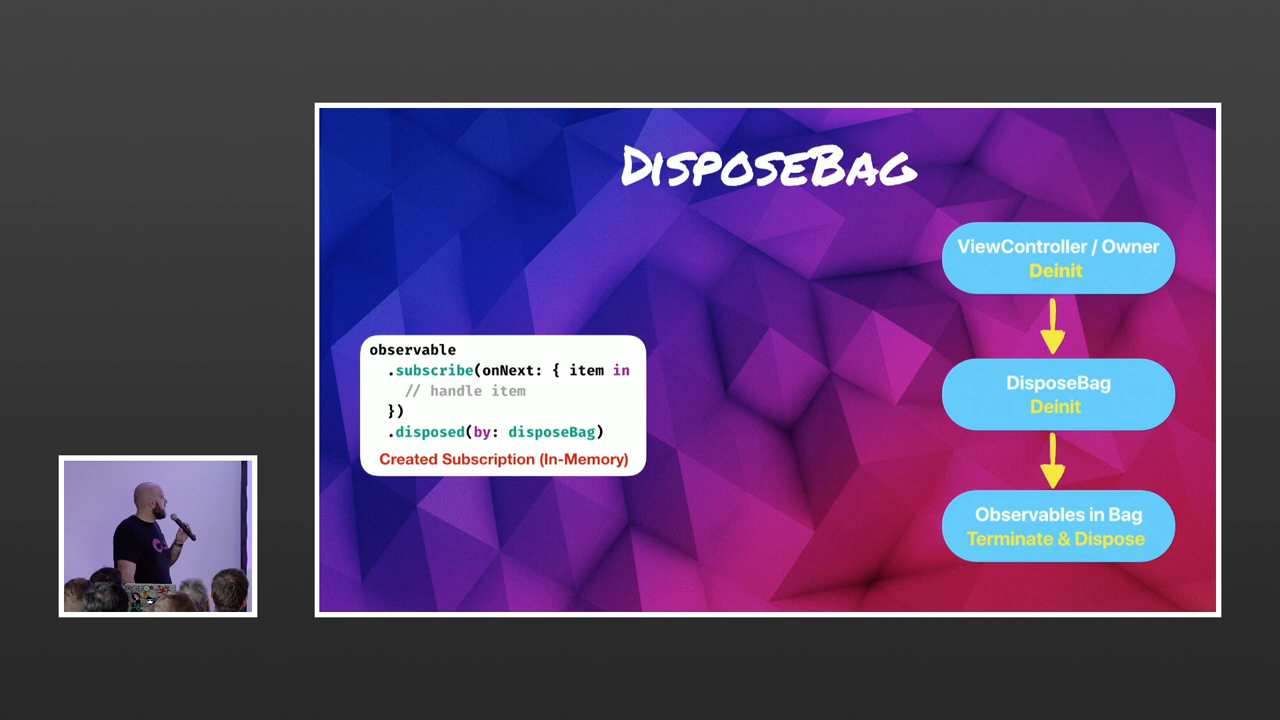 DISPOSEBAG
observable
.subscribe(onNext: { item in
// handle item
})
.disposed(by: disposeBag)
Created Subscription (In-Memory)
ViewController / Owner
Deinit
DisposeBag
Deinit
Observables in Bag
Terminate & Dispose